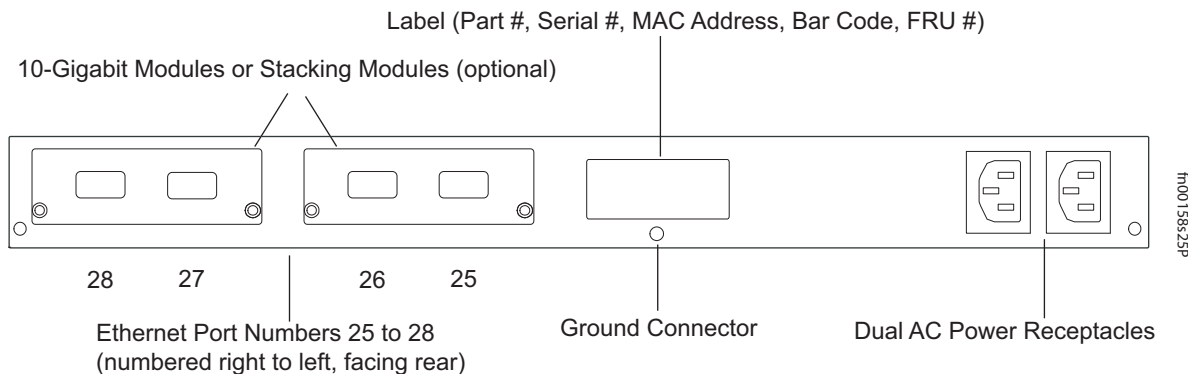 Label (Part #, Serial #, MAC Address, Bar Code, FRU #)
10-Gigabit Modules or Stacking Modules (optional)
28 27 26 25
Ethernet Port Numbers 25 to 28
(numbered right to left, facing rear)
Ground Connector
Dual AC Power Receptacles
fn00158s25P